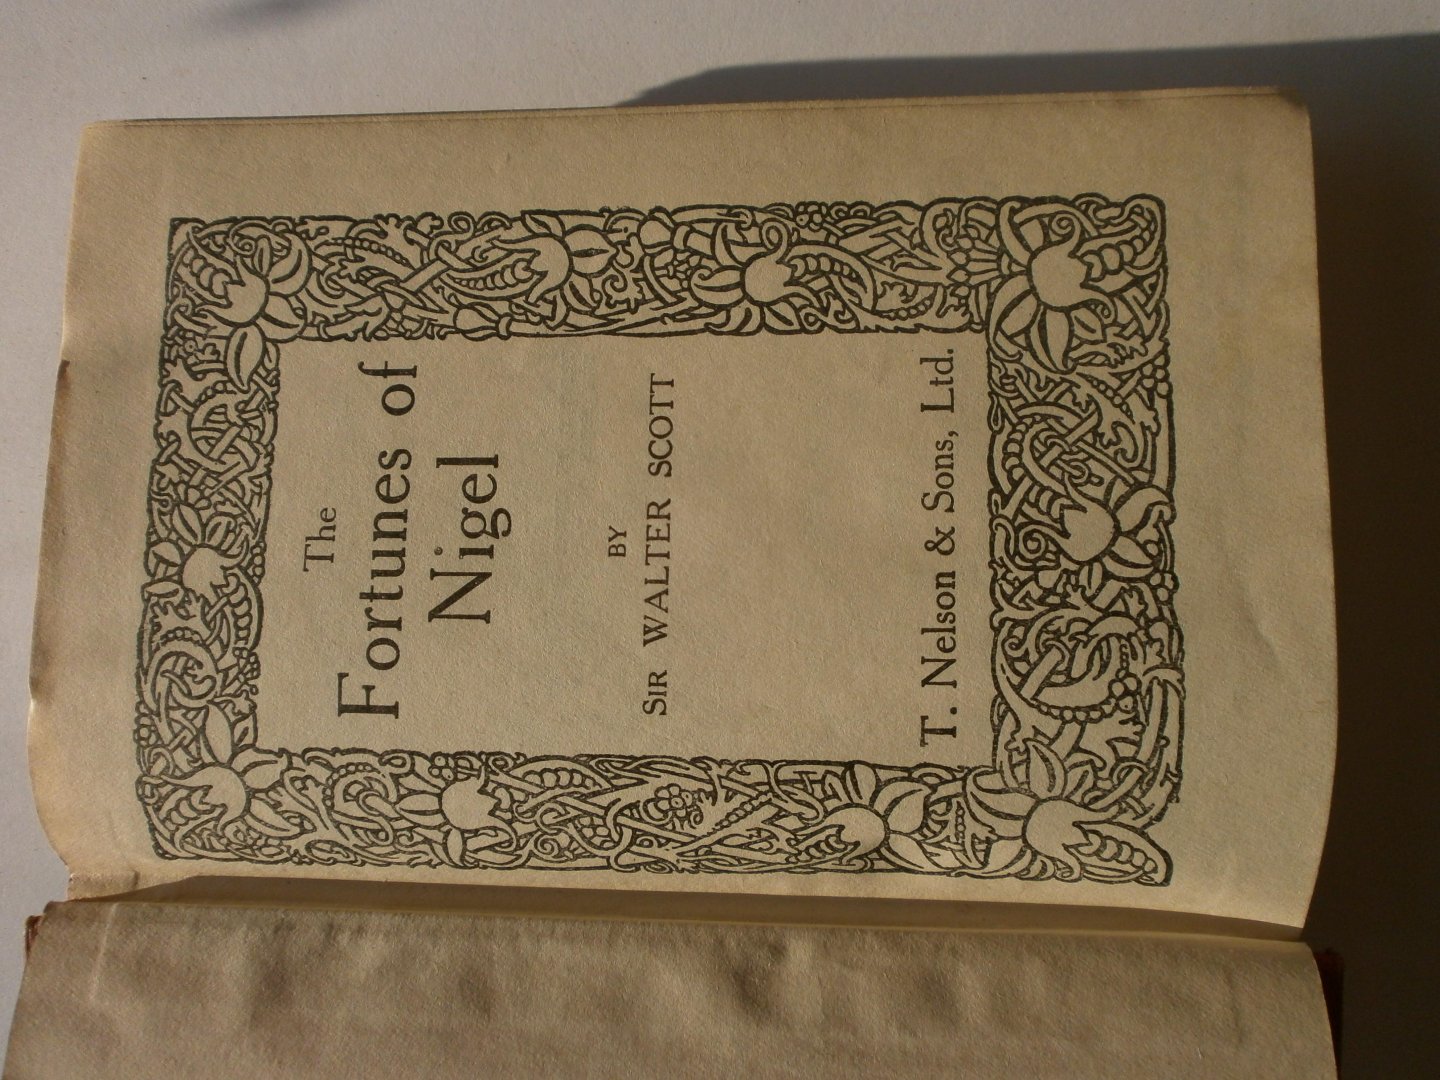 The
Fortunes of
Nigel
BY
SIR WALTER SCOTT
T. Nelson & Sons, Ltd.